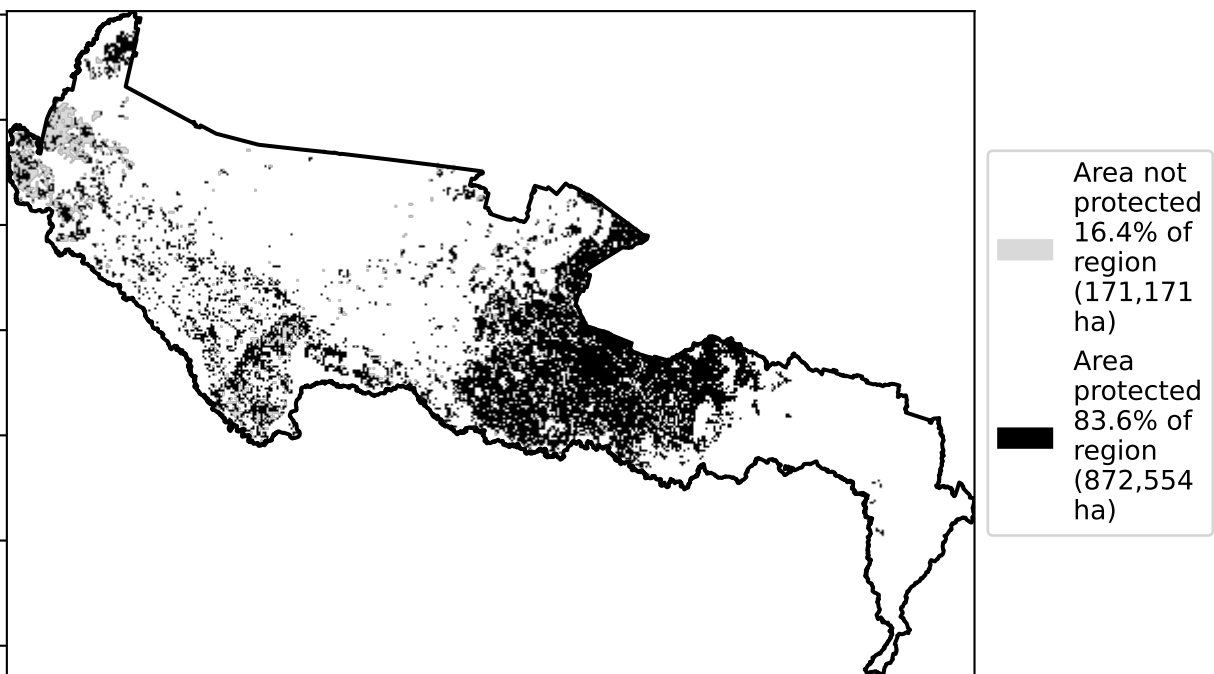 Area not
protected
16.4% of
region
(171,171
ha)
Area
protected
83.6% of
region
(872,554
ha)